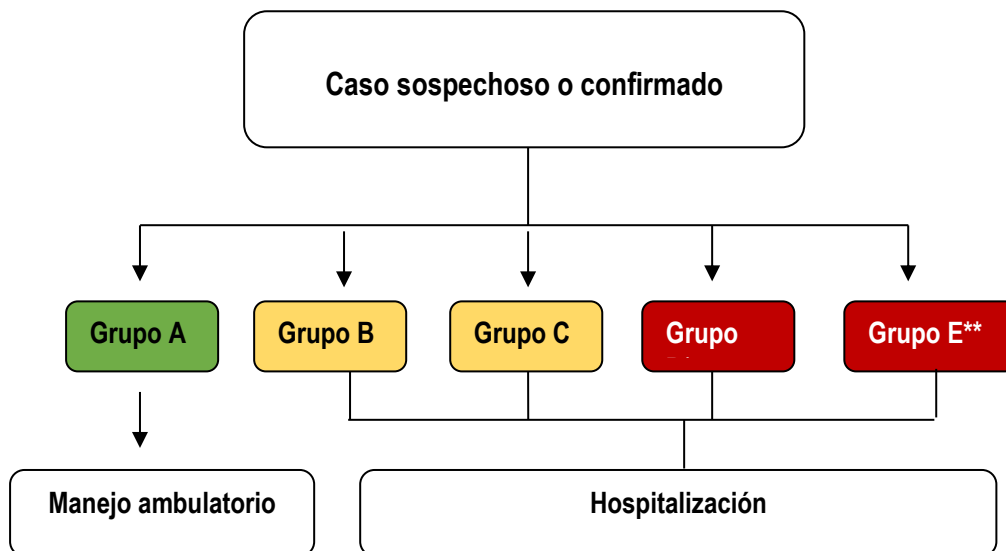 Caso sospechoso o confirmado
Grupo A
Grupo B
Grupo C
Grupo
Grupo E**
Manejo ambulatorio
Hospitalización